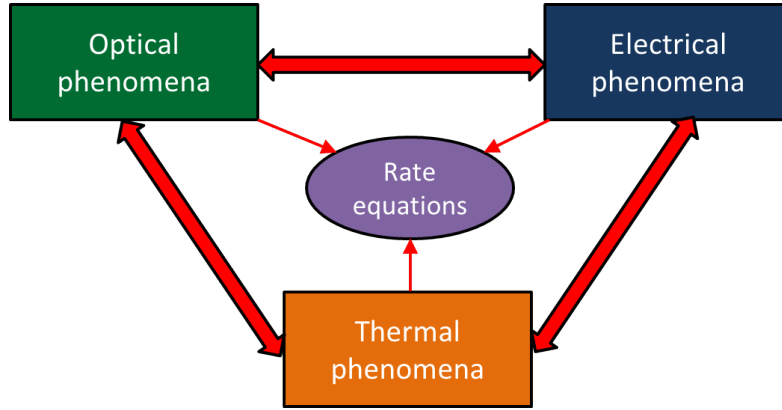 Optical
phenomena
Electrical
phenomena
Rate
equations
Thermal
phenomena